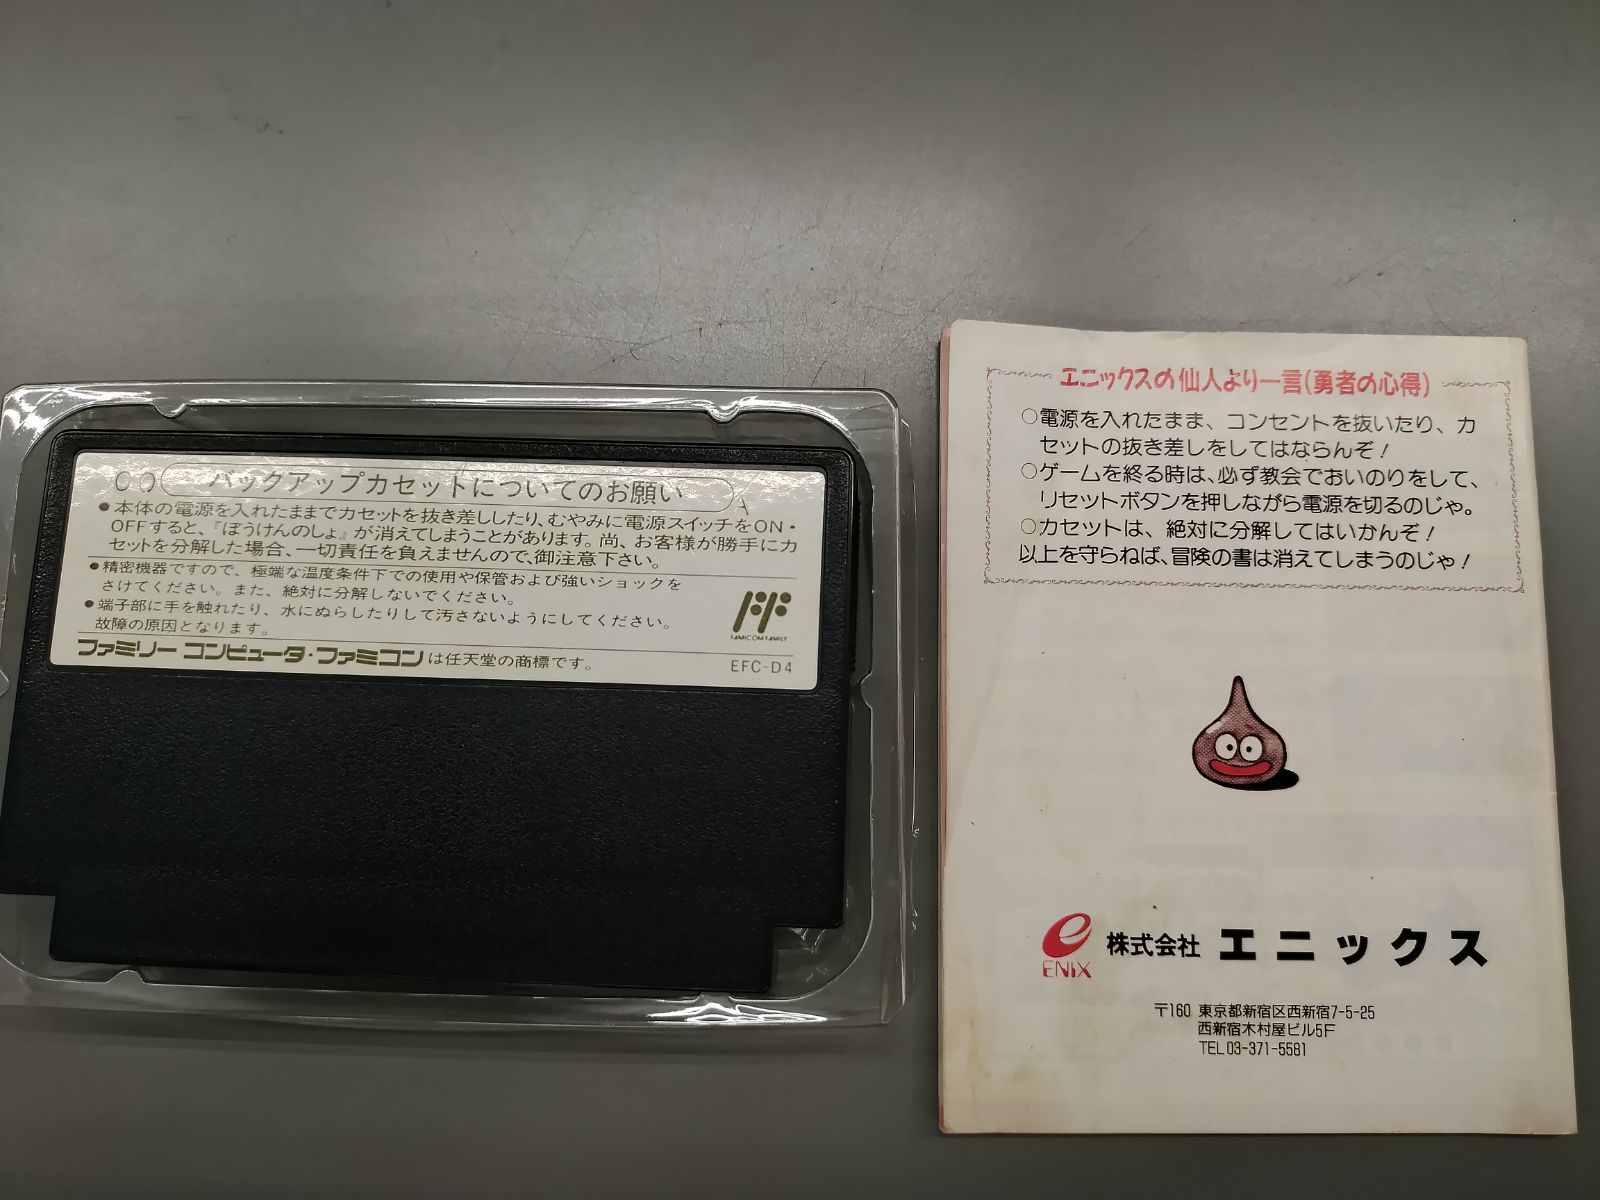 バックアップカセットについてのお願い
A
●本体の電源を入れたままでカセットを抜き差ししたり、むやみに電源スイッチをON・
OFFすると、『ぼうけんのしょ』が消えてしまうことがあります。尚、お客様が勝手にカ
セットを分解した場合、一切責任を負えませんので、御注意下さい。
●精密機器ですので、極端な温度条件下での使用や保管および強いショックを
さけてください。また、絶対に分解しないでください。
●端子部に手を触れたり、水にぬらしたりして汚さないようにしてください。
故障の原因となります。
FAMICOM FAMILY
ファミリーコンピュータ・ファミコンは任天堂の商標です。
EFC-D4
エニックスの仙人より一言(勇者の心得)
○電源を入れたまま、コンセントを抜いたり、カ
セットの抜き差しをしてはならんぞ!
○ゲームを終る時は、必ず教会でおいのりをして、
リセットボタンを押しながら電源を切るのじゃ。
○カセットは、絶対に分解してはいかんぞ!
以上を守らねば、冒険の書は消えてしまうのじゃ!
ENIX 株式会社 エニックス
〒160 東京都新宿区西新宿7-5-25
西新宿木村屋ビル5F
TEL 03-371-5581